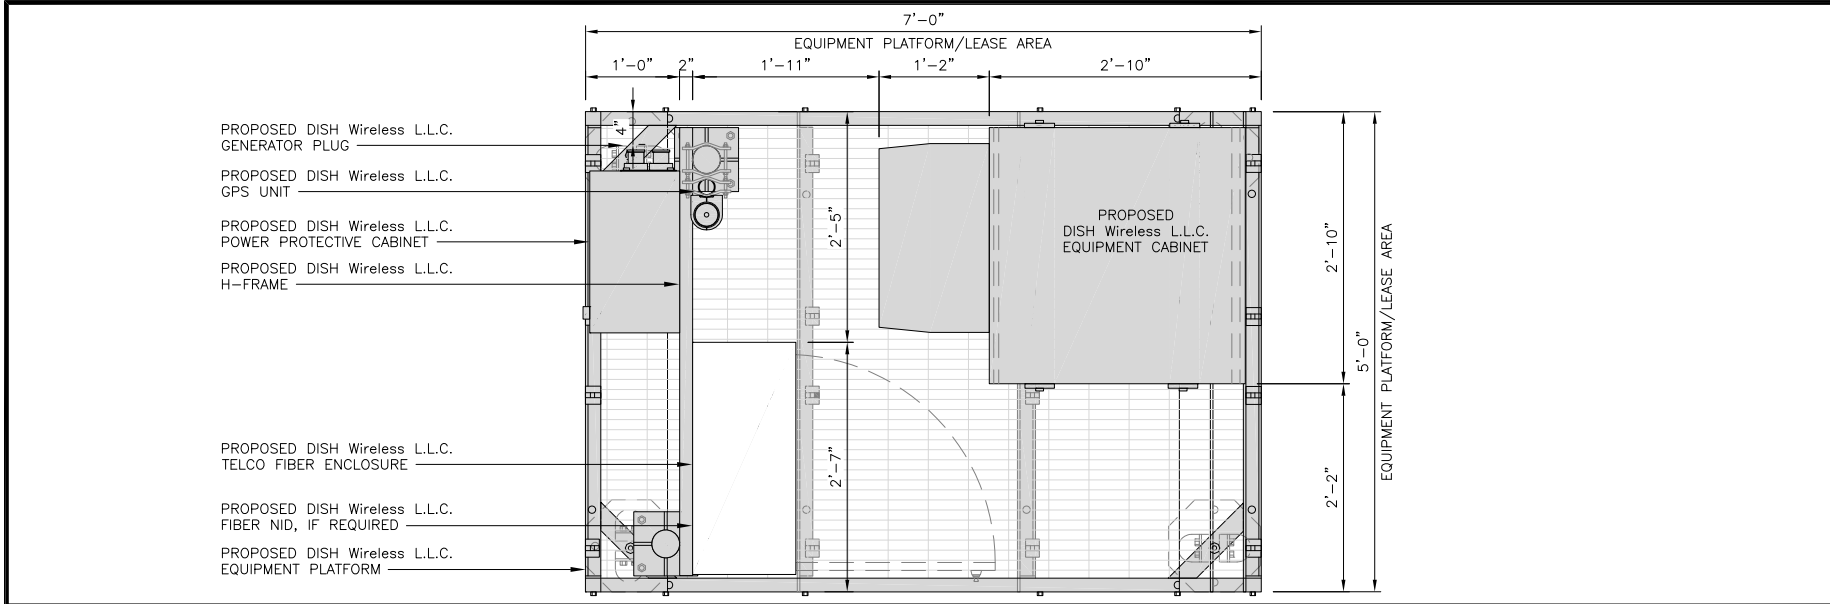 7'-0"
EQUIPMENT PLATFORM/LEASE AREA
1'-0"
2"
1'-11"
1'-2"
2'-10"
4"
PROPOSED DISH Wireless L.L.C.
GENERATOR PLUG
PROPOSED DISH Wireless L.L.C.
GPS UNIT
PROPOSED DISH Wireless L.L.C.
POWER PROTECTIVE CABINET
PROPOSED DISH Wireless L.L.C.
H-FRAME
PROPOSED DISH Wireless L.L.C.
TELCO FIBER ENCLOSURE
PROPOSED DISH Wireless L.L.C.
FIBER NID, IF REQUIRED
PROPOSED DISH Wireless L.L.C.
EQUIPMENT PLATFORM
2'-5"
2'-7"
PROPOSED
DISH Wireless L.L.C.
EQUIPMENT CABINET
2'-10"
2'-2"
5'-0"
EQUIPMENT PLATFORM/LEASE AREA